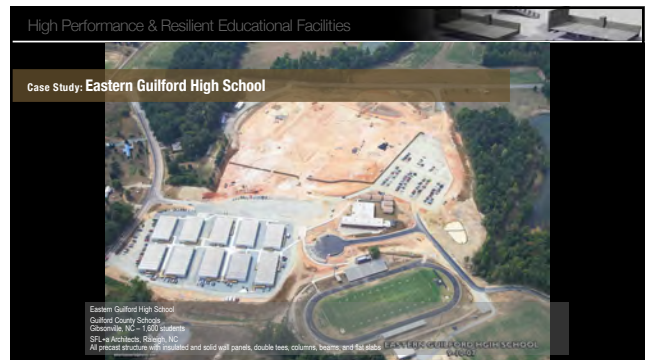 High Performance & Resilient Educational Facilities
Case Study: Eastern Guilford High School
Eastern Guilford High School
Guilford County Schools
Gibsonville, NC – 1,600 students
SFL+a Architects, Raleigh, NC
All precast structure with insulated and solid wall panels, double tees, columns, beams, and flat slabs
EASTERN GUILFORD HIGH SCHOOL